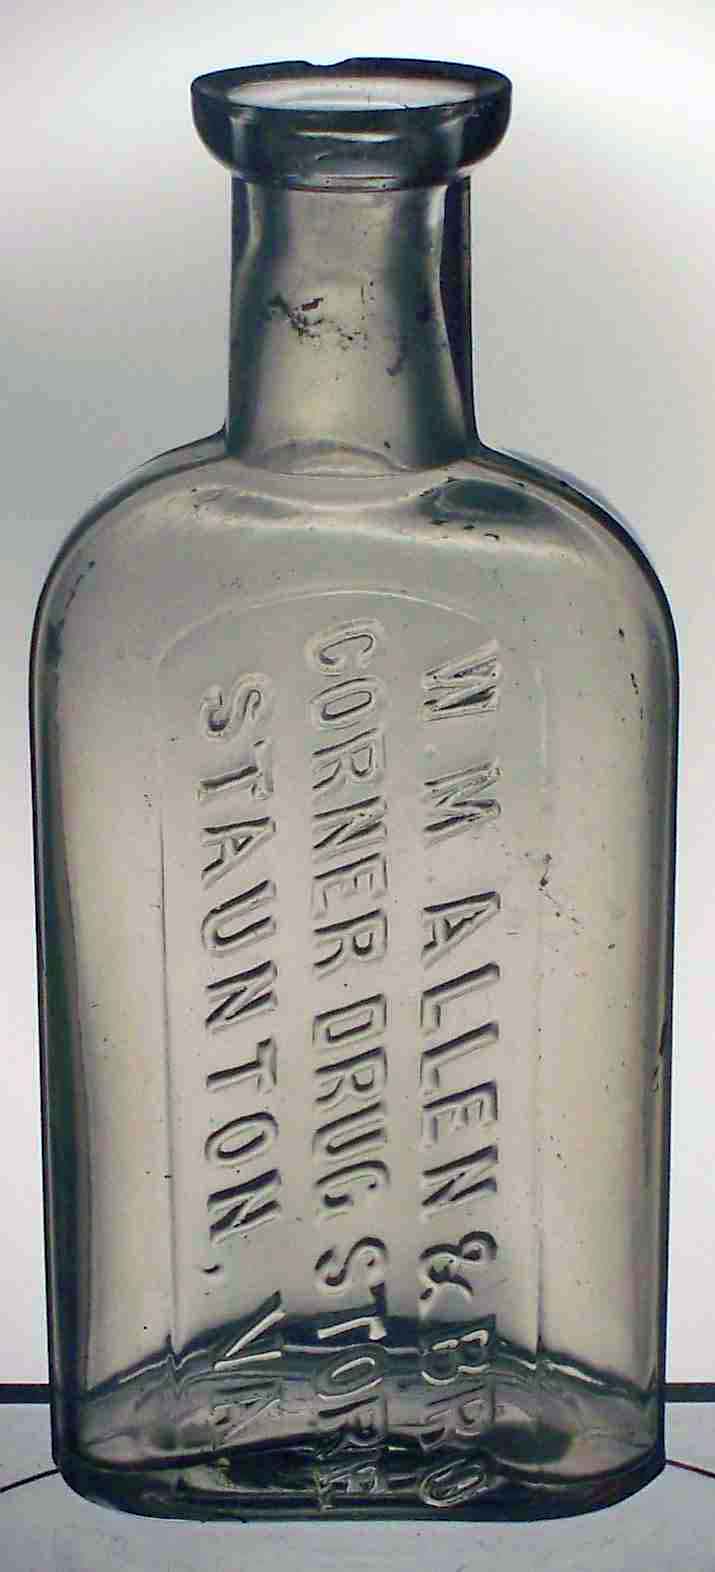 W. M. ALLEN & BRO
CORNER DRUG STORE
STAUNTON, VA